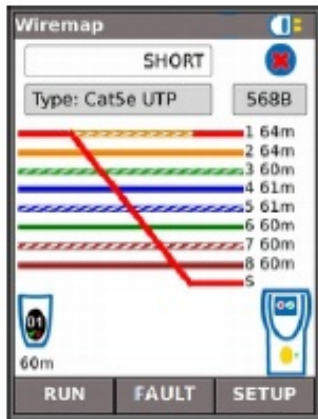 Wiremap
SHORT
Type: Cat5e UTP 568B
1 64m
2 64m
3 60m
4 61m
5 61m
6 60m
7 60m
8 60m
S
01
60m
RUN FAULT SETUP